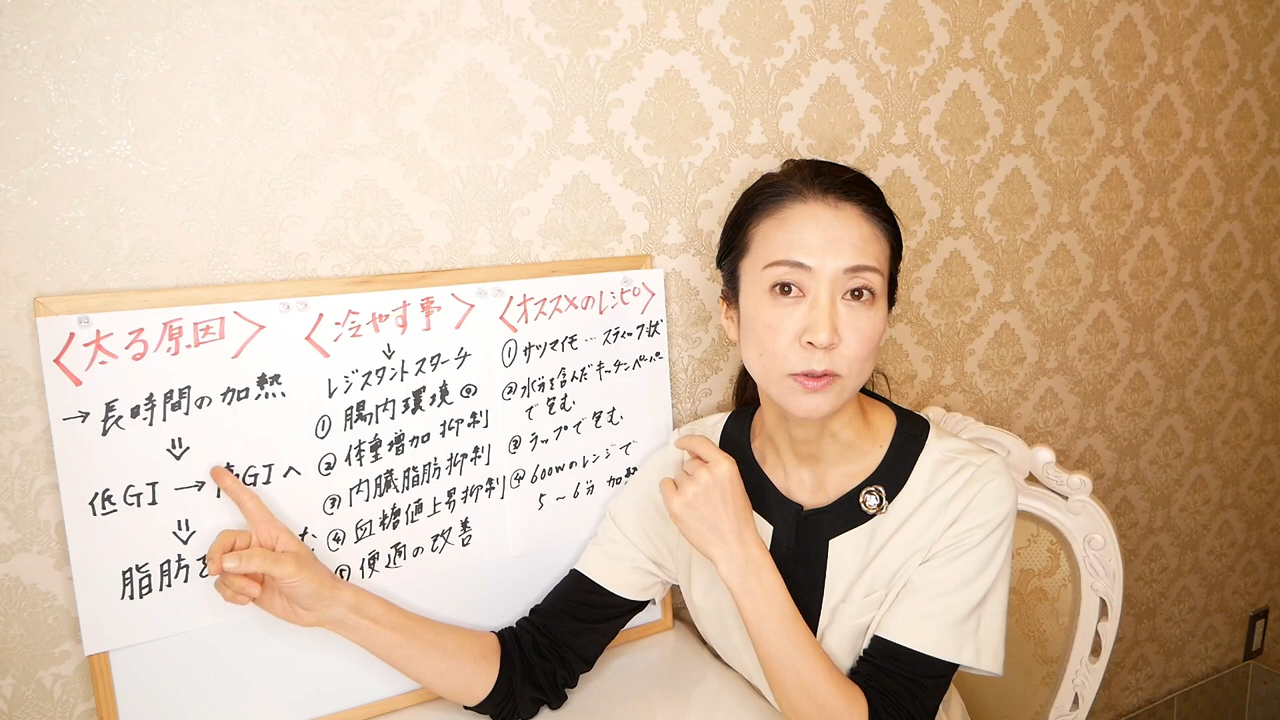 〈太る原因〉
→長時間の加熱
⇓
低GI→高GIへ
⇓
脂肪を
〈冷やす事〉
↓
レジスタントスターチ
① 腸内環境◎
② 体重増加抑制
③ 内臓脂肪抑制
④ 血糖値上昇抑制
⑤ 便通の改善
〈オススメのレシピ〉
① サツマイモ…スティック状
② 水分を含んだキッチンペーパー
で包む
③ ラップで包む
④ 600wのレンジで
5〜6分 加熱